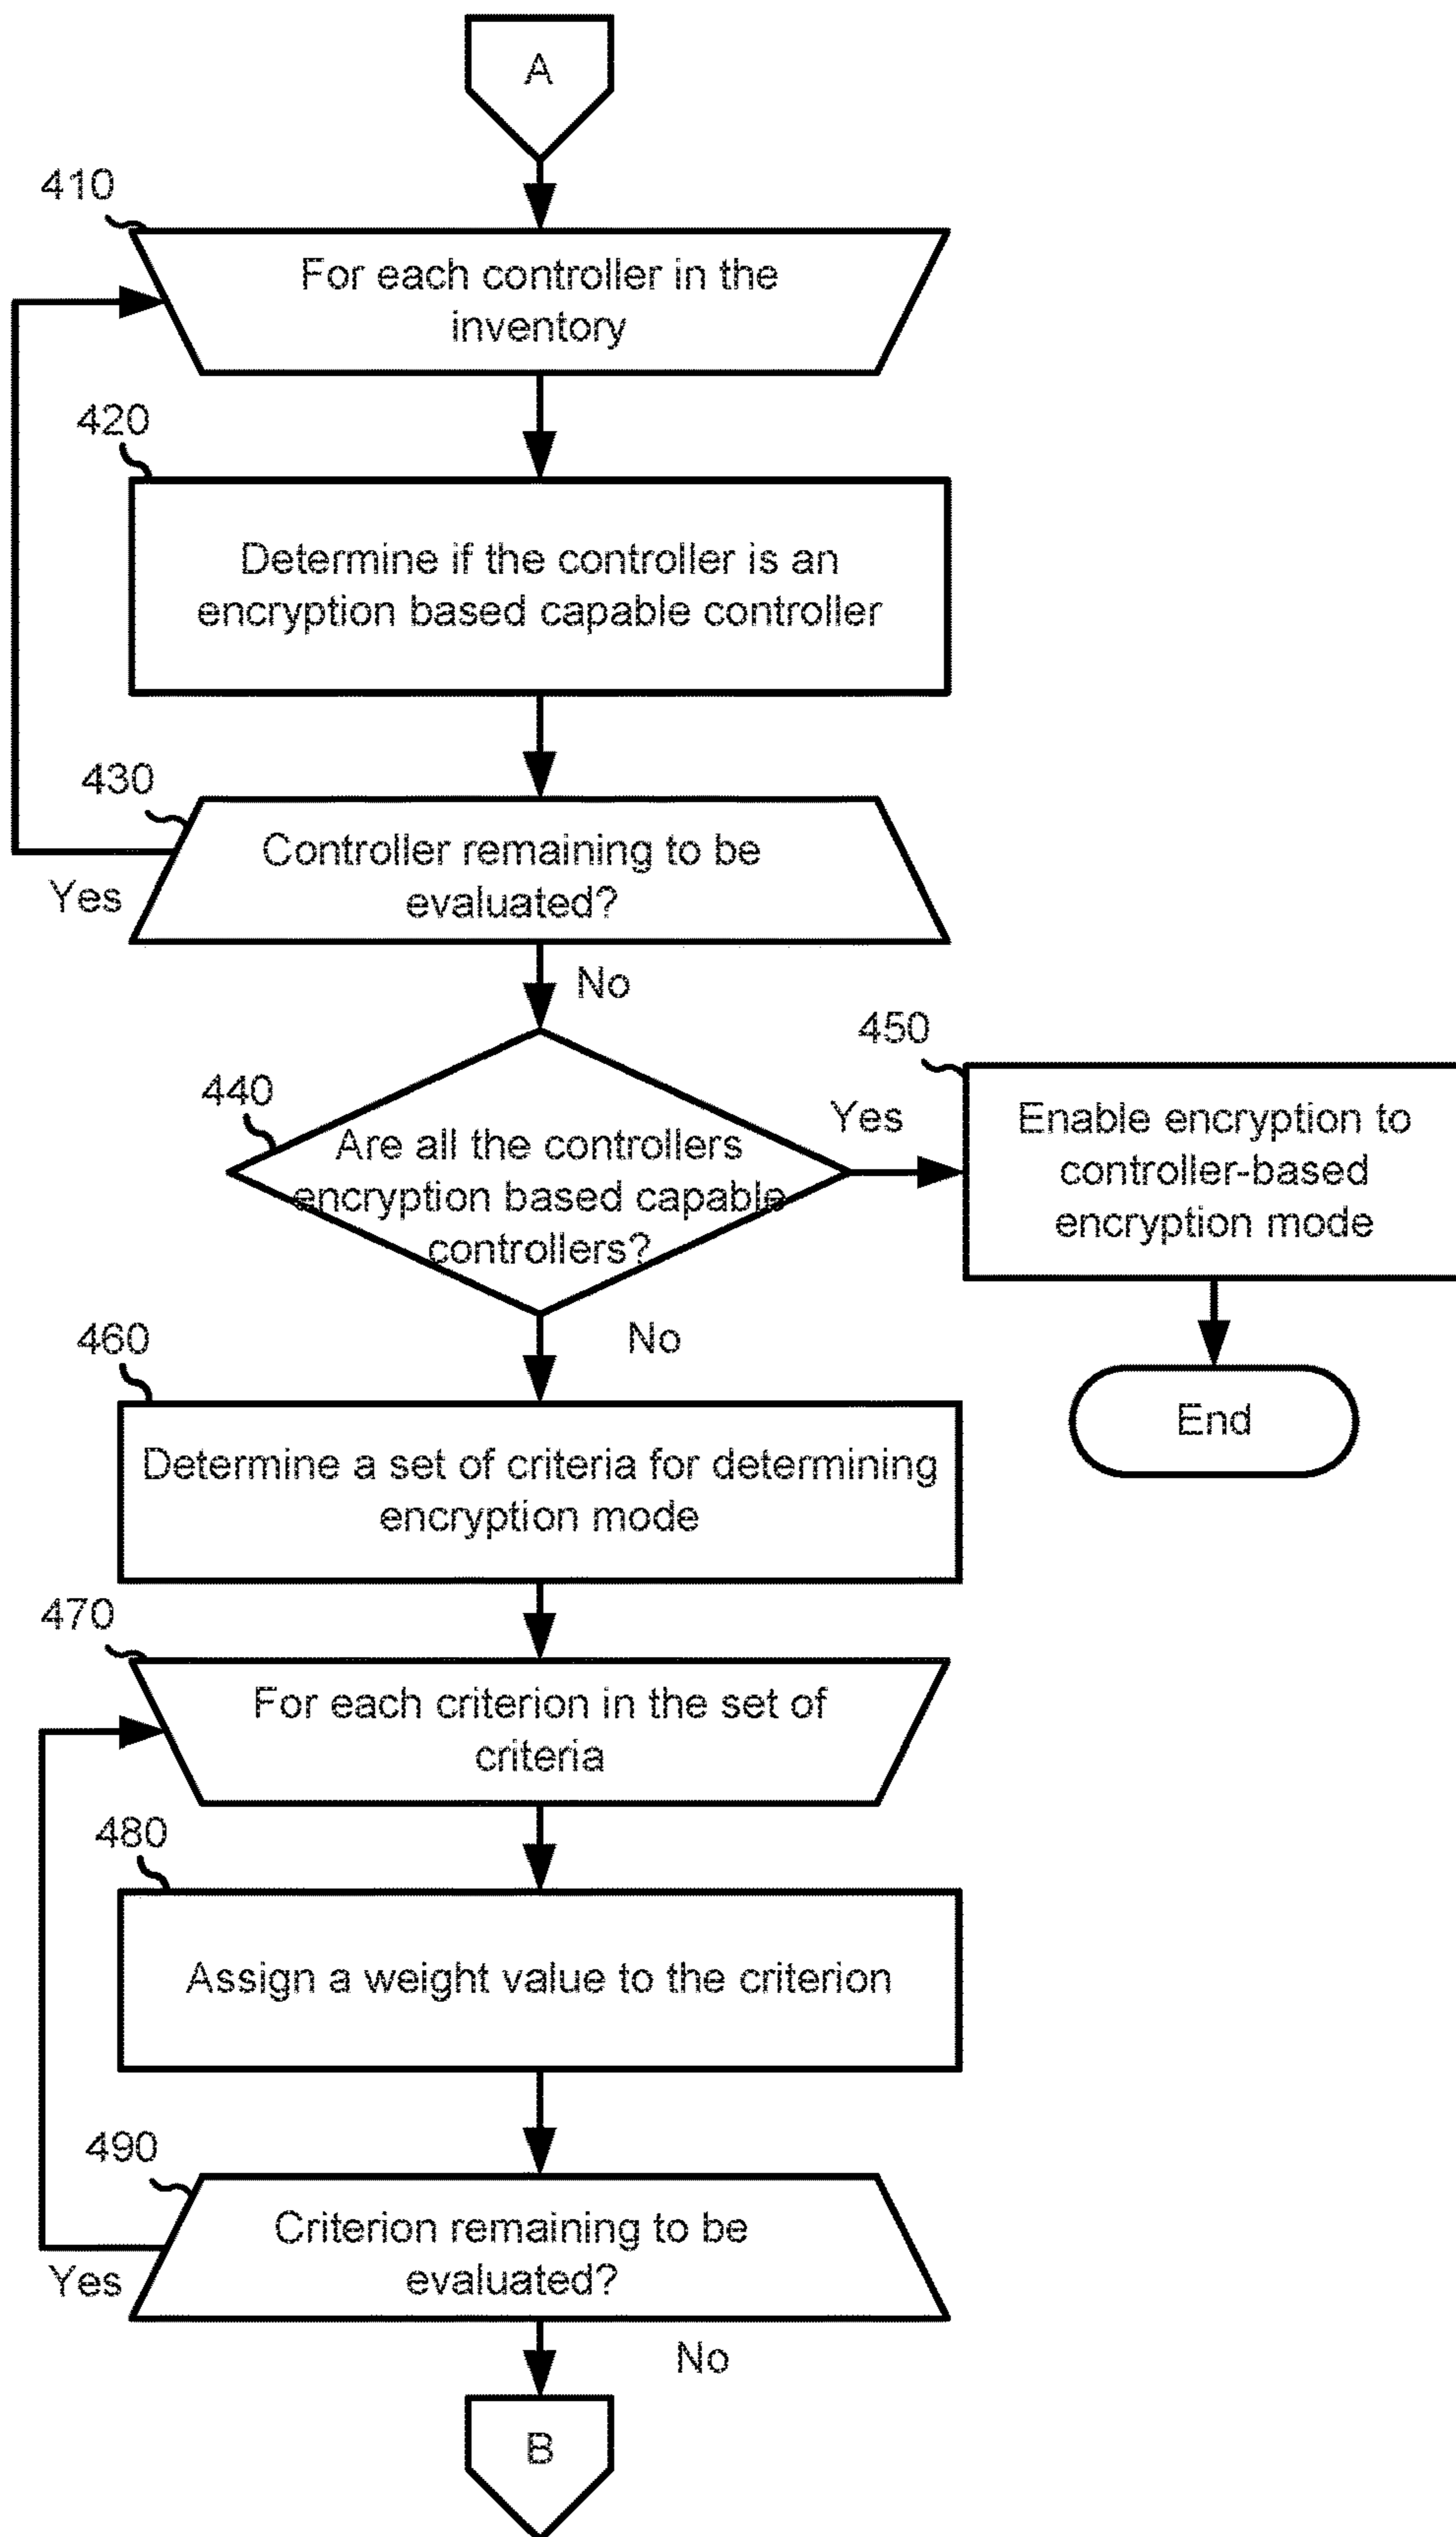 A
410
For each controller in the
inventory
420
Determine if the controller is an
encryption based capable controller
430
Controller remaining to be
evaluated?
Yes
No
440
Are all the controllers
encryption based capable
controllers?
Yes
450
Enable encryption to
controller-based
encryption mode
End
No
460
Determine a set of criteria for determining
encryption mode
470
For each criterion in the set of
criteria
480
Assign a weight value to the criterion
490
Criterion remaining to be
evaluated?
Yes
No
B